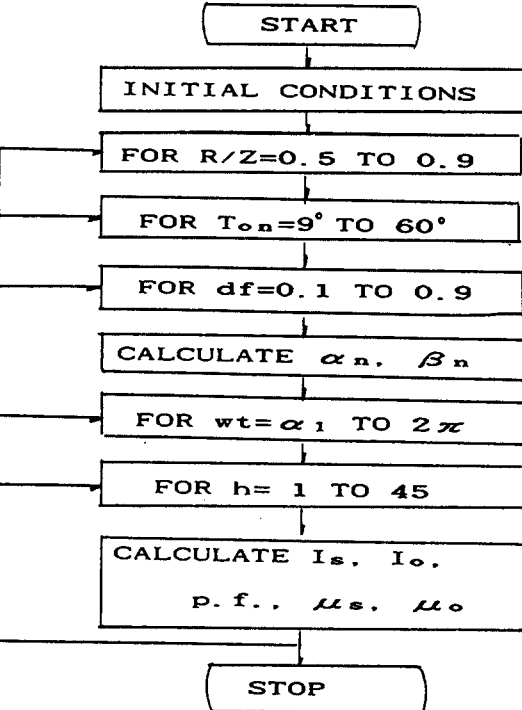 START
INITIAL CONDITIONS
FOR R/Z=0.5 TO 0.9
FOR Ton=9° TO 60°
FOR df=0.1 TO 0.9
CALCULATE αn, βn
FOR wt=α1 TO 2π
FOR h= 1 TO 45
CALCULATE Is, Io,
p.f., μs, μo
STOP